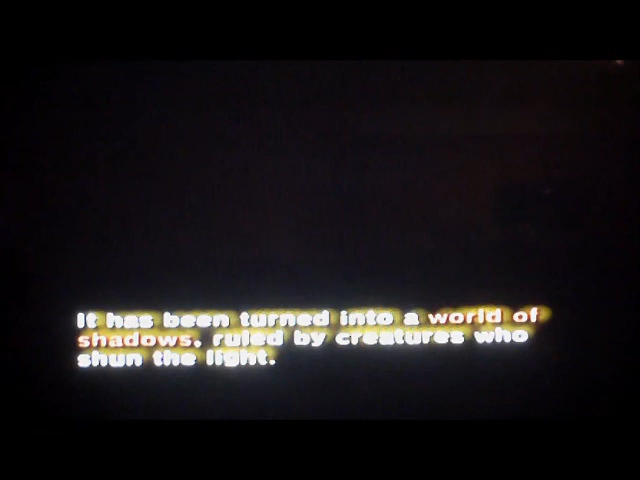 It has been turned into a world of
shadows, ruled by creatures who
shun the light.